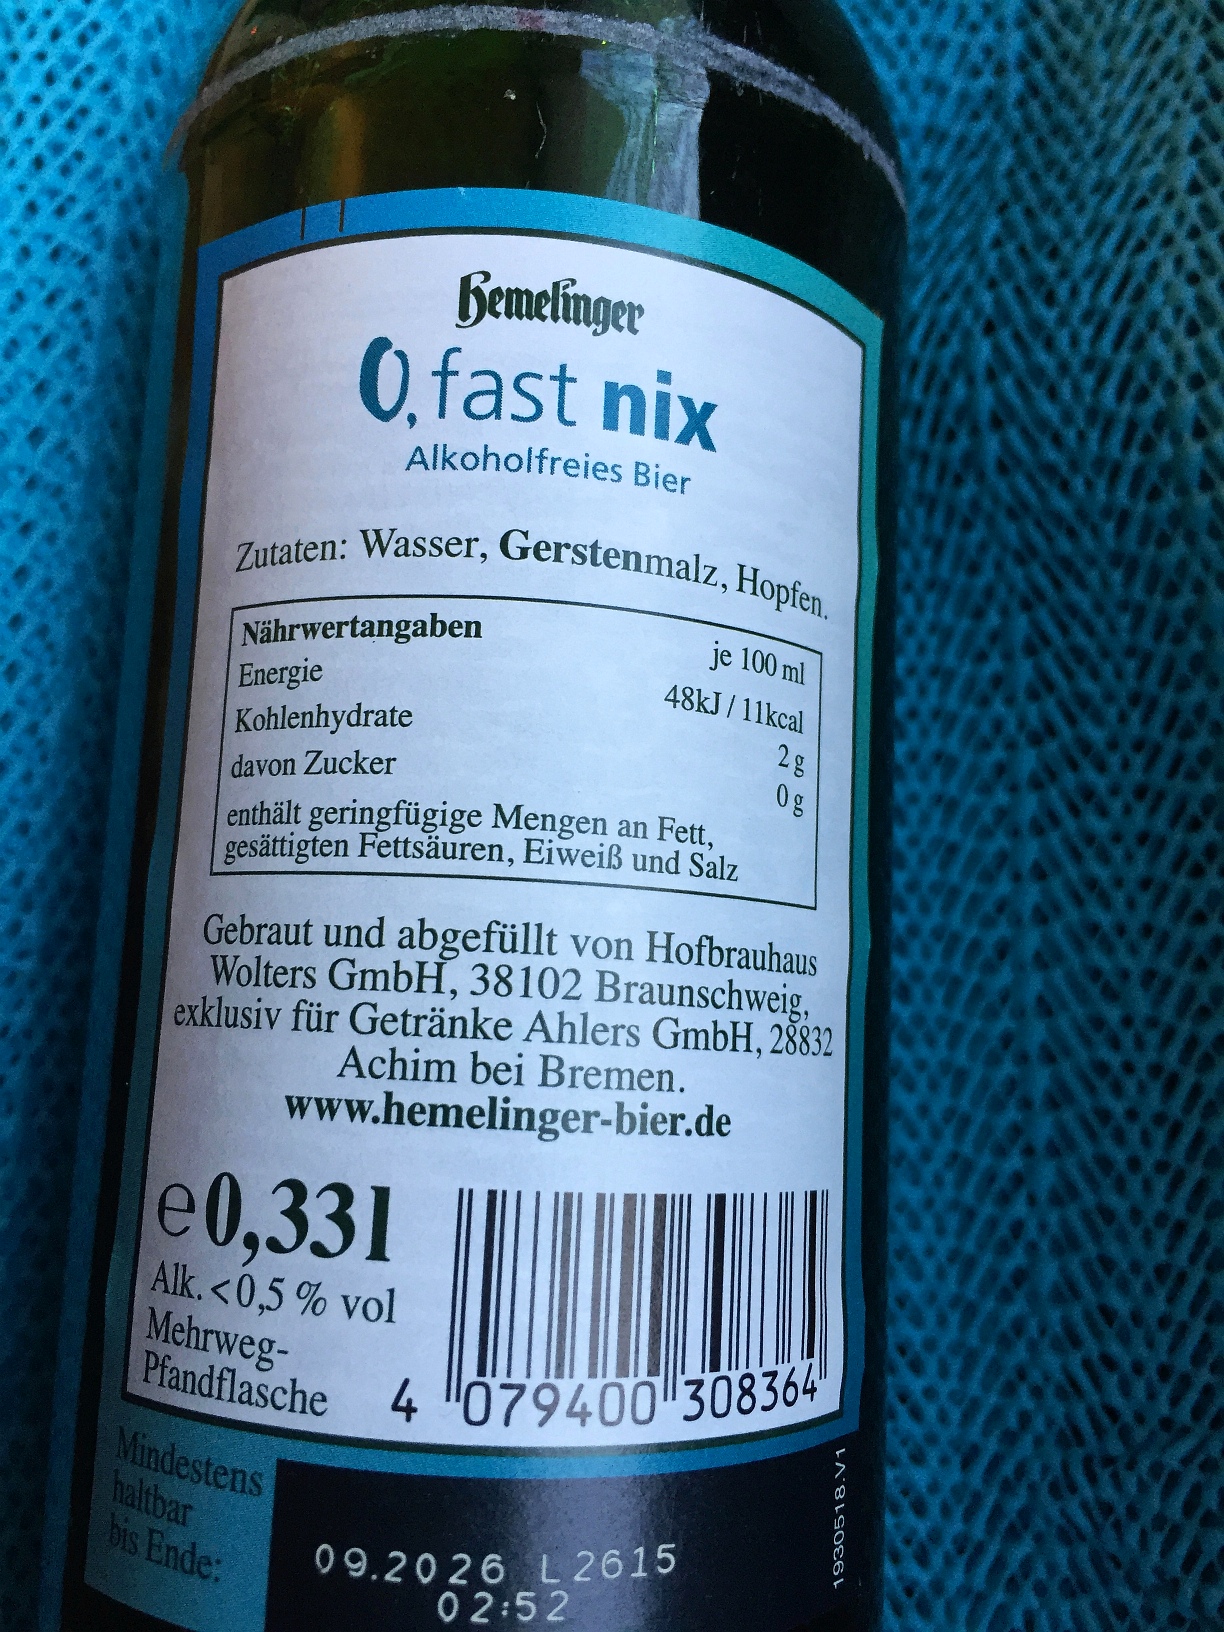 Hemelinger
0, fast nix
Alkoholfreies Bier
Zutaten: Wasser, Gerstenmalz, Hopfen.
Nährwertangaben je 100 ml
Energie 48kJ / 11kcal
Kohlenhydrate 2 g
davon Zucker 0 g
enthält geringfügige Mengen an Fett,
gesättigten Fettsäuren, Eiweiß und Salz
Gebraut und abgefüllt von Hofbrauhaus
Wolters GmbH, 38102 Braunschweig,
exklusiv für Getränke Ahlers GmbH, 28832
Achim bei Bremen.
www.hemelinger-bier.de
e 0,33l
Alk. <0,5 % vol
Mehrweg-
Pfandflasche
4 079400 308364
Mindestens
haltbar
bis Ende:
09.2026 L 2615
02:52
1930518.V1